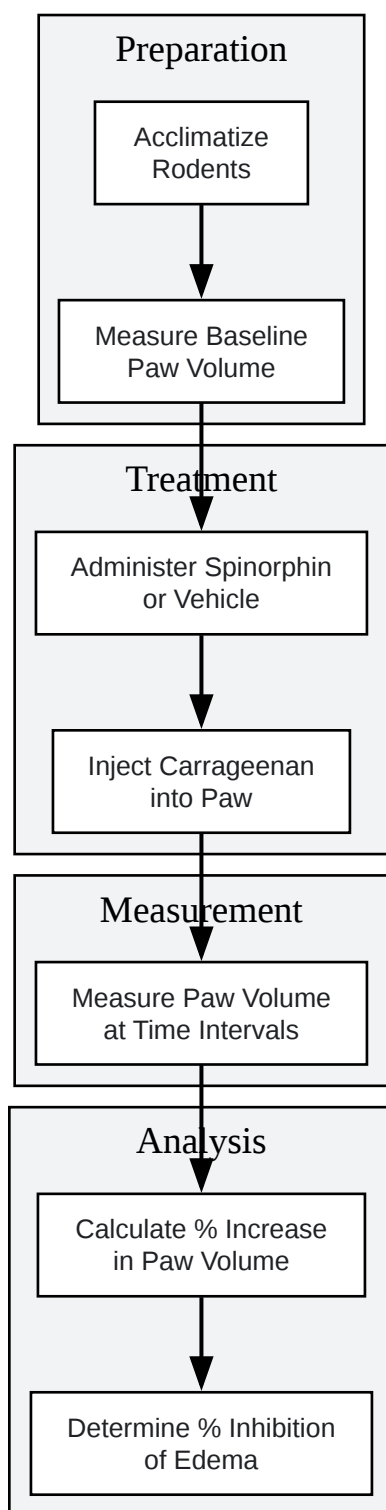 Preparation
Acclimatize
Rodents
Measure Baseline
Paw Volume
Treatment
Administer Spinorphin
or Vehicle
Inject Carrageenan
into Paw
Measurement
Measure Paw Volume
at Time Intervals
Analysis
Calculate % Increase
in Paw Volume
Determine % Inhibition
of Edema